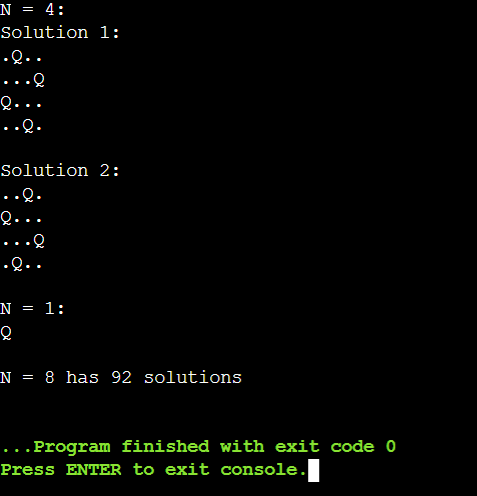 N = 4:
Solution 1:
.Q..
...Q
Q...
..Q.
Solution 2:
..Q.
Q...
...Q
.Q..
N = 1:
Q
N = 8 has 92 solutions
...Program finished with exit code 0
Press ENTER to exit console.